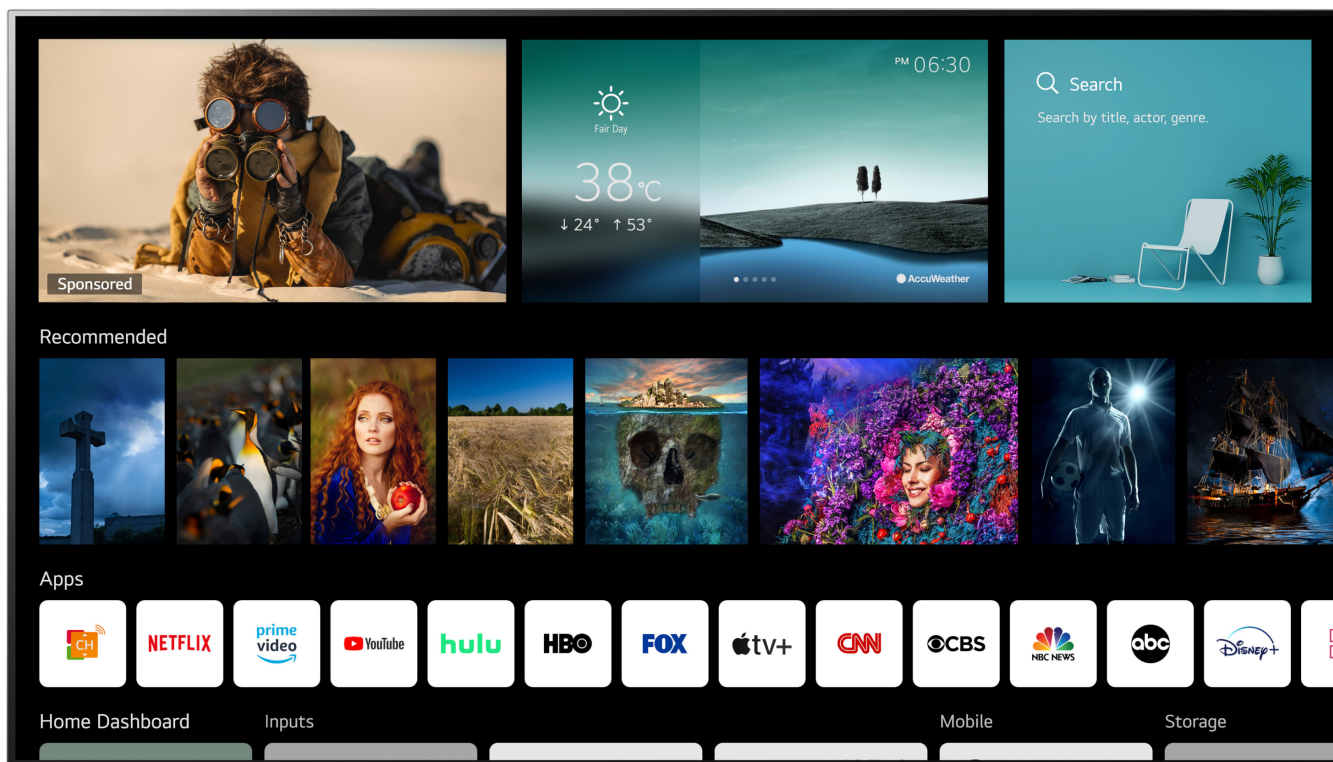 Sponsored
Fair Day
38°C
↓ 24° ↑ 53°
PM 06:30
AccuWeather
Search
Search by title, actor, genre.
Recommended
Apps
CH
NETFLIX
prime video
YouTube
hulu
HBO
FOX
tv+
CNN
CBS
NBC NEWS
abc
Disney+
Home Dashboard
Inputs
Mobile
Storage